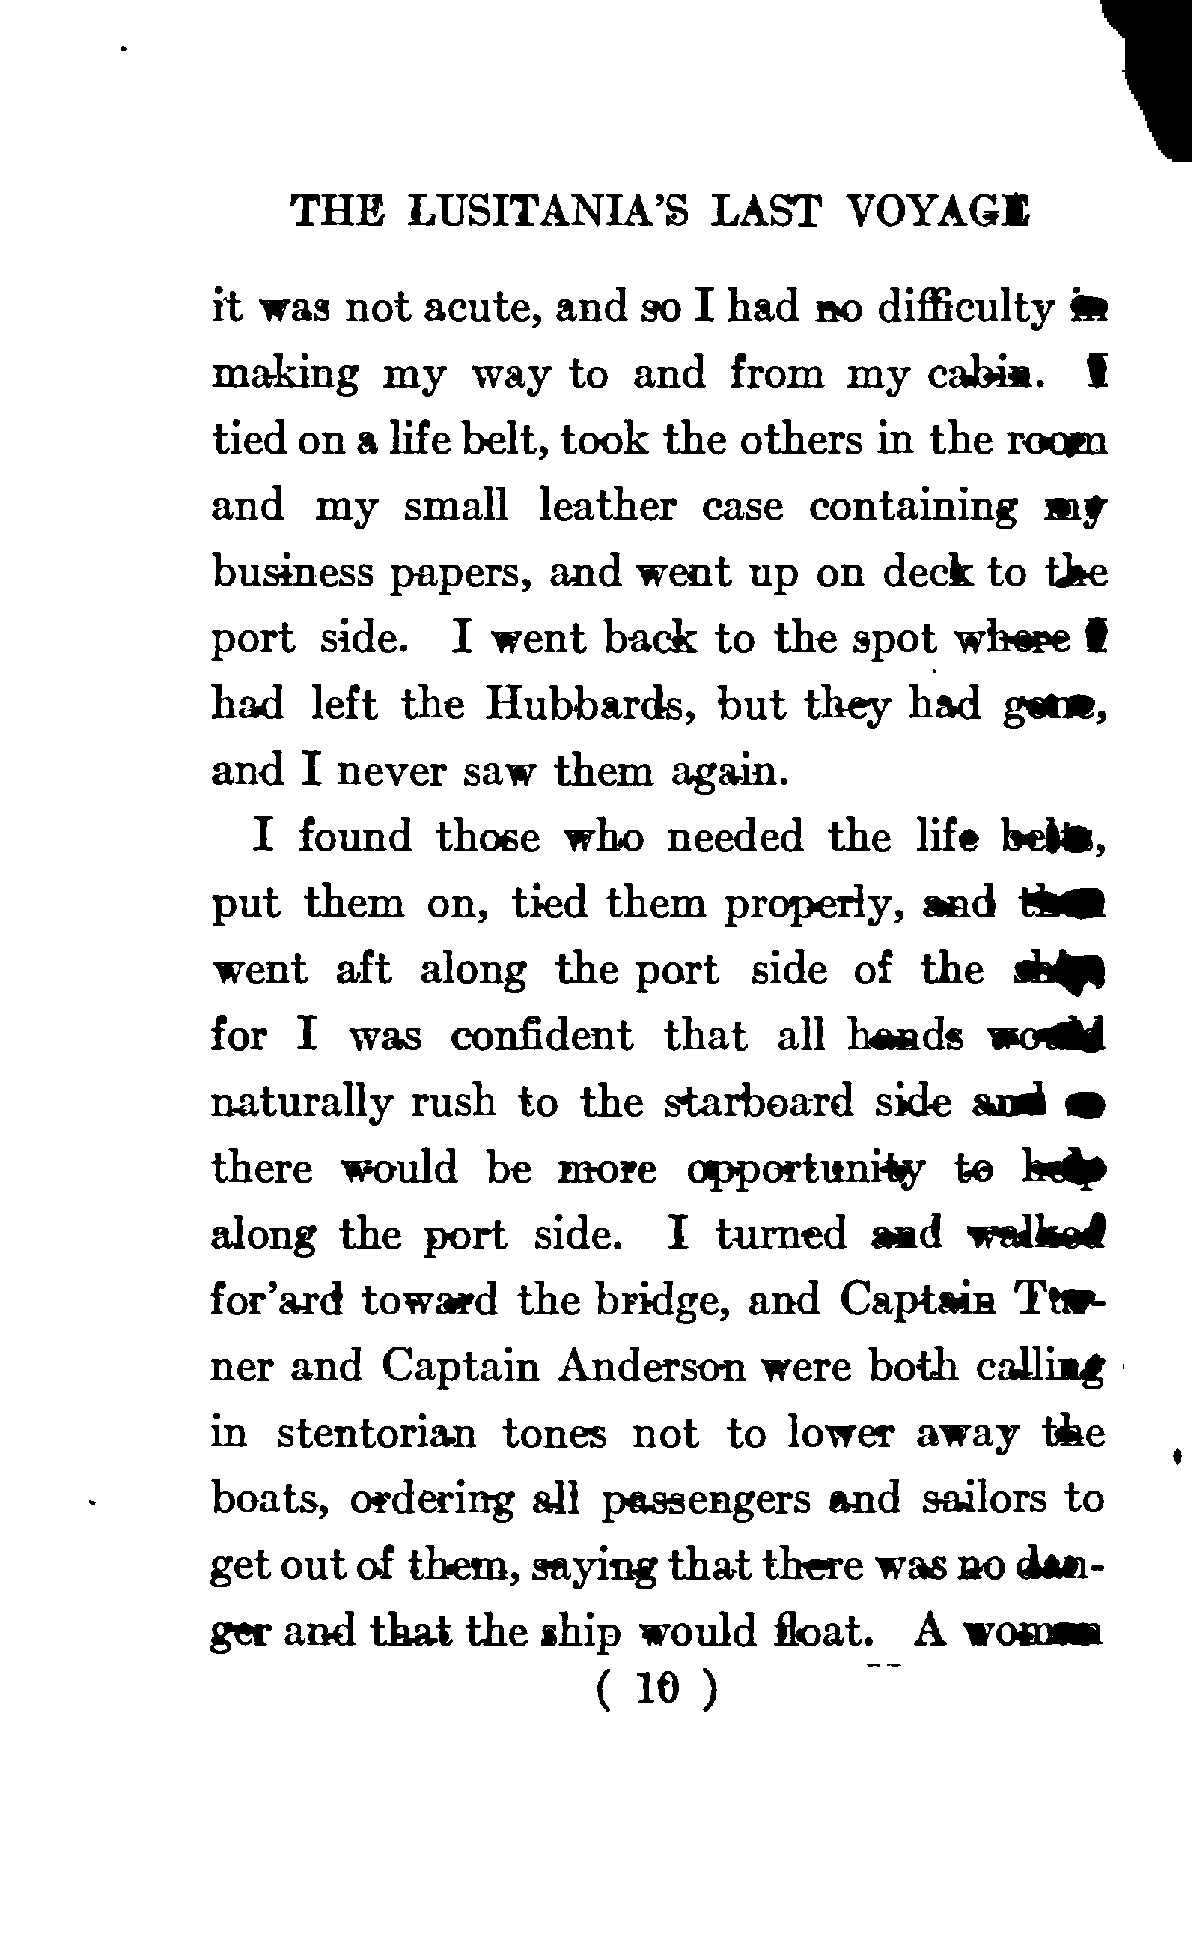 THE LUSITANIA'S LAST VOYAGE
it was not acute, and so I had no difficulty in
making my way to and from my cabin. I
tied on a life belt, took the others in the room
and my small leather case containing my
business papers, and went up on deck to the
port side. I went back to the spot where I
had left the Hubbards, but they had gone,
and I never saw them again.
I found those who needed the life belts,
put them on, tied them properly, and then
went aft along the port side of the ship,
for I was confident that all hands would
naturally rush to the starboard side and so
there would be more opportunity to help
along the port side. I turned and walked
for'ard toward the bridge, and Captain Tur-
ner and Captain Anderson were both calling
in stentorian tones not to lower away the
boats, ordering all passengers and sailors to
get out of them, saying that there was no dan-
ger and that the ship would float. A woman
( 10 )